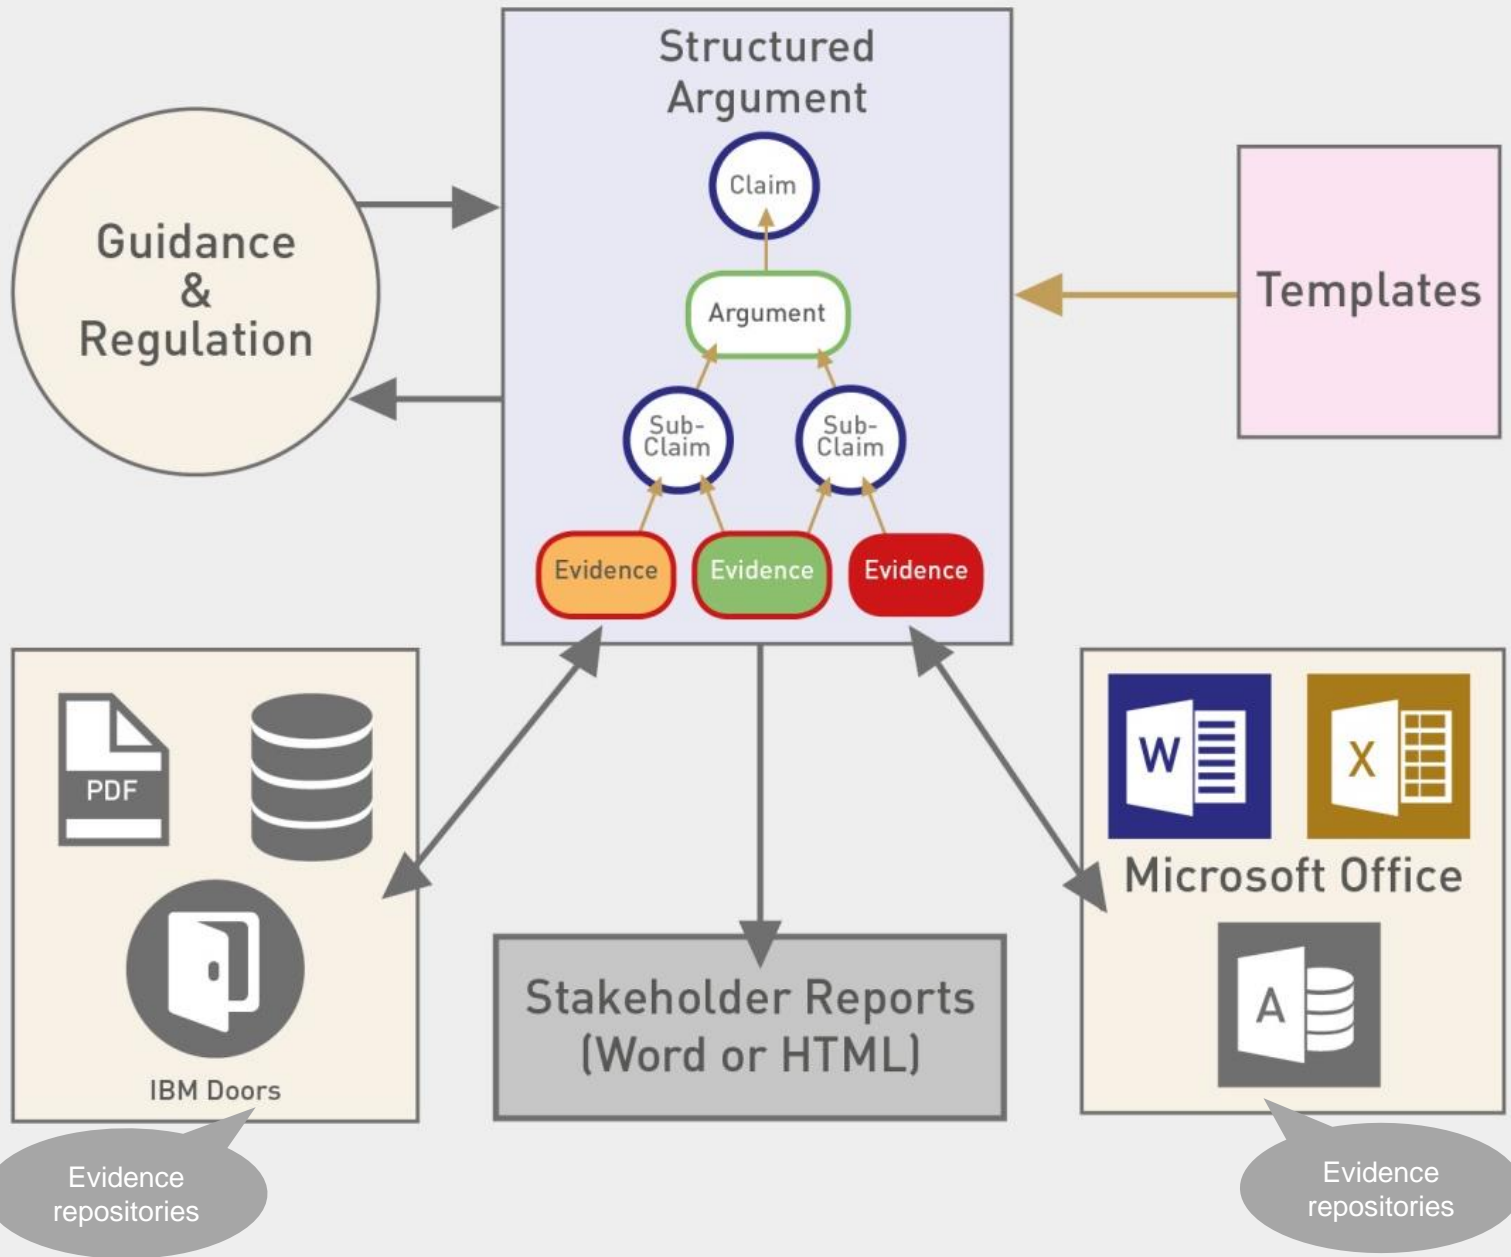 Structured
Argument
Claim
Argument
Sub-
Claim
Sub-
Claim
Evidence
Evidence
Evidence
Guidance
&
Regulation
Templates
PDF
IBM Doors
Evidence
repositories
Stakeholder Reports
(Word or HTML)
W
X
Microsoft Office
A
Evidence
repositories